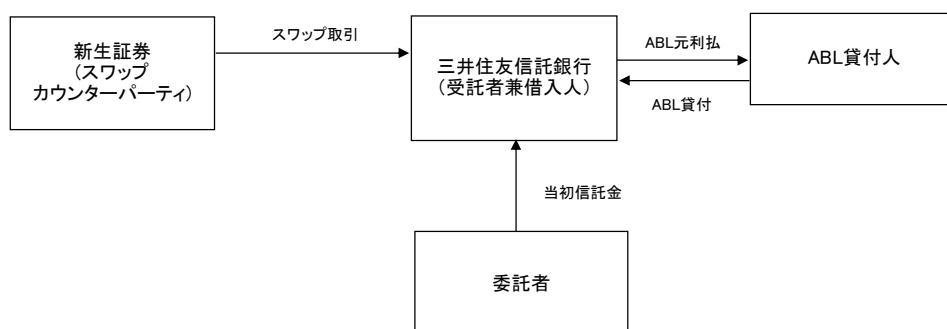 新生証券
(スワップ
カウンターパーティ)
スワップ取引
三井住友信託銀行
(受託者兼借入人)
ABL元利払
ABL貸付
ABL貸付人
当初信託金
委託者